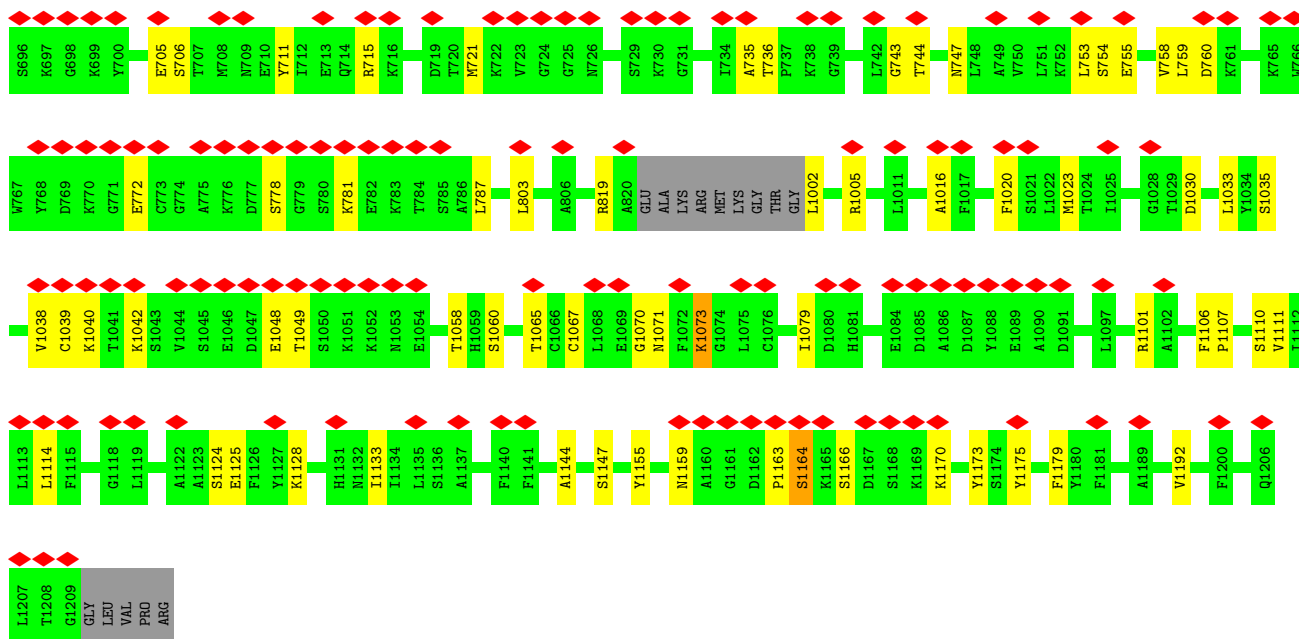 S696 K697 G698 K699 Y700 E705 S706 T707 M708 N709 E710 Y711 I712 E713 Q714 R715 K716 D719 T720 M721 K722 V723 G724 G725 N726 S729 K730 G731 I734 A735 T736 P737 K738 G739 L742 G743 T744 N747 L748 A749 V750 L751 K752 L753 S754 E755 V758 L759 D760 K761 K765 W766
W767 Y768 D769 K770 G771 E772 C773 G774 A775 K776 D777 S778 G779 S780 K781 E782 K783 T784 S785 A786 L787 L803 A806 R819 A820 GLU ALA LYS ARG MET LYS GLY THR GLY L1002 R1005 L1011 A1016 F1017 F1020 S1021 L1022 M1023 T1024 I1025 G1028 T1029 D1030 L1033 Y1034 S1035
V1038 C1039 K1040 T1041 K1042 S1043 V1044 S1045 E1046 D1047 E1048 T1049 S1050 K1051 K1052 N1053 E1054 T1058 H1059 S1060 T1065 C1066 C1067 L1068 E1069 G1070 N1071 F1072 K1073 G1074 L1075 C1076 I1079 D1080 H1081 E1084 D1085 A1086 D1087 Y1088 E1089 A1090 D1091 L1097 R1101 A1102 F1106 P1107 S1110 V1111 I1112
L1113 L1114 F1115 G1118 L1119 A1122 A1123 S1124 E1125 F1126 Y1127 K1128 H1131 N1132 I1133 I1134 L1135 S1136 A1137 F1140 F1141 A1144 S1147 Y1155 N1159 A1160 G1161 D1162 P1163 S1164 K1165 S1166 D1167 S1168 K1169 K1170 Y1173 S1174 Y1175 F1179 Y1180 F1181 A1189 V1192 F1200 Q1206
L1207 T1208 G1209 GLY LEU VAL PRO ARG